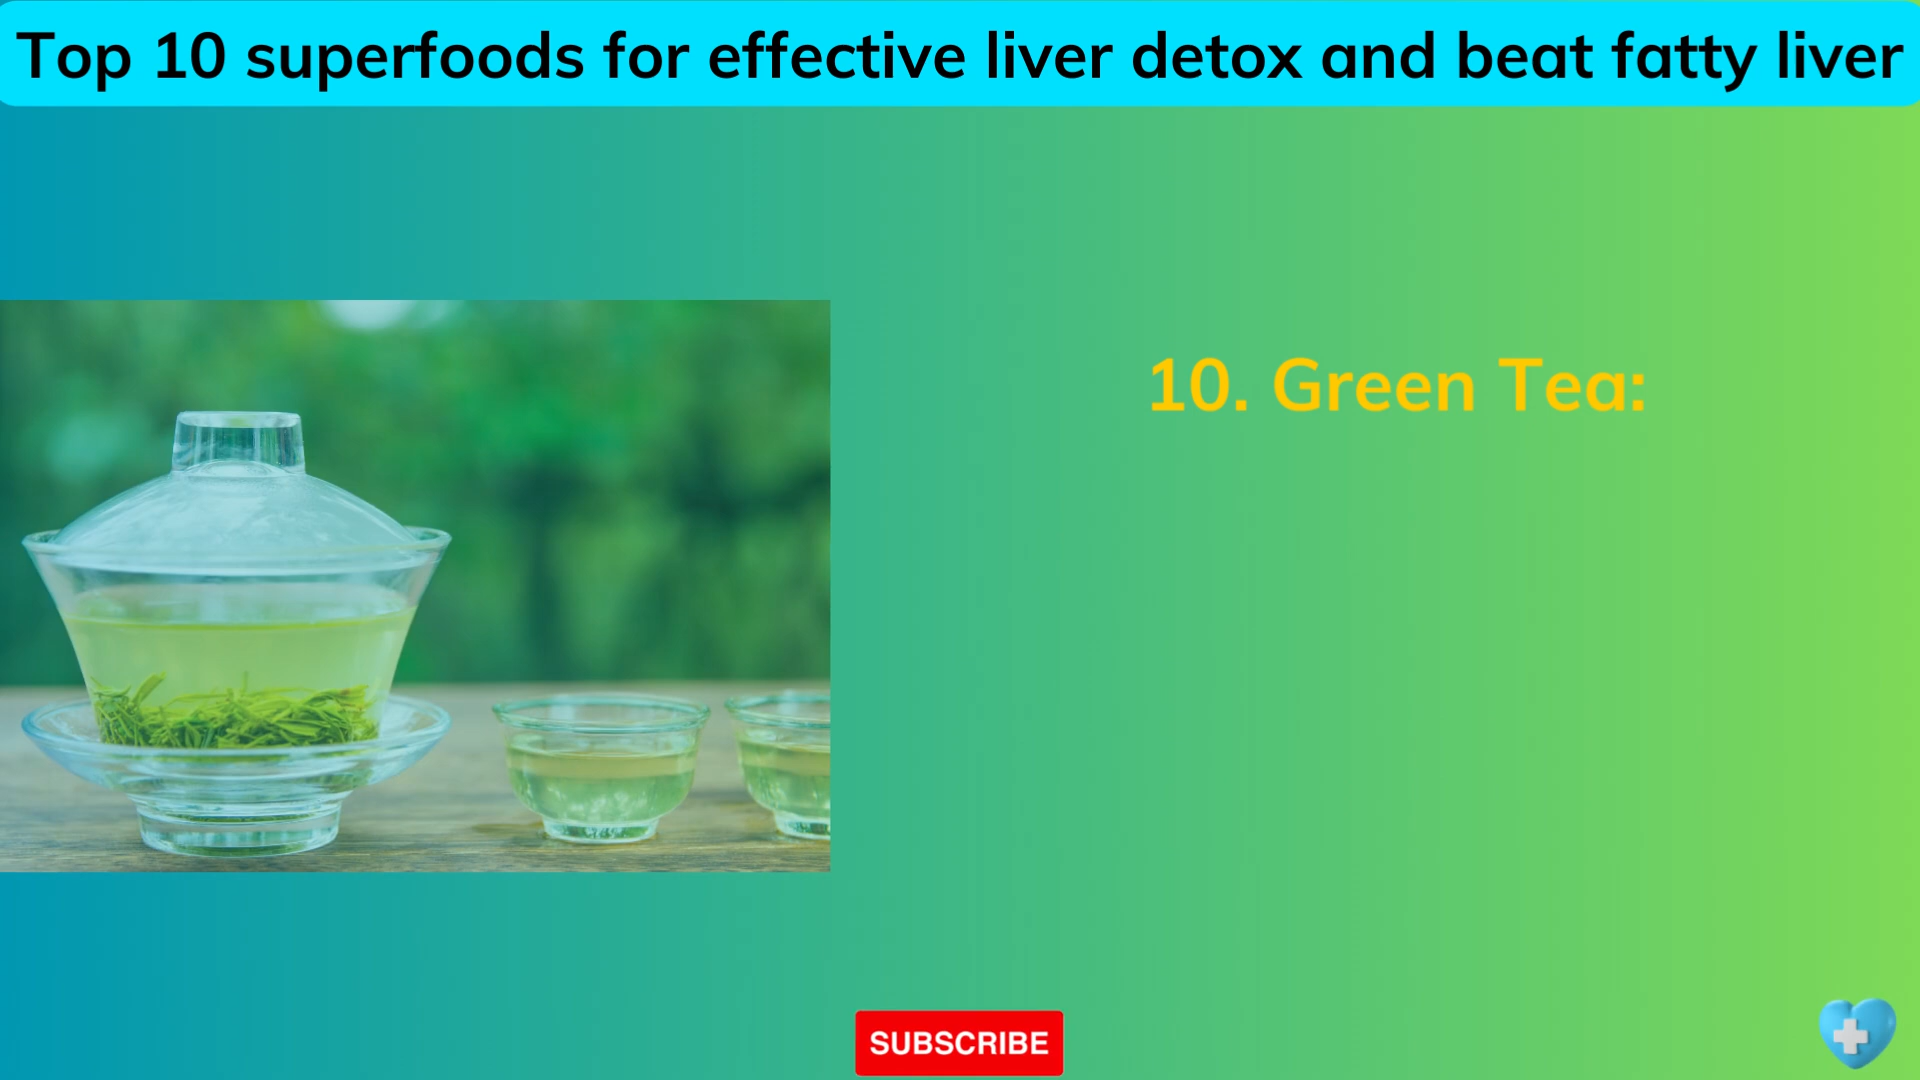 Top 10 superfoods for effective liver detox and beat fatty liver
10. Green Tea:
SUBSCRIBE